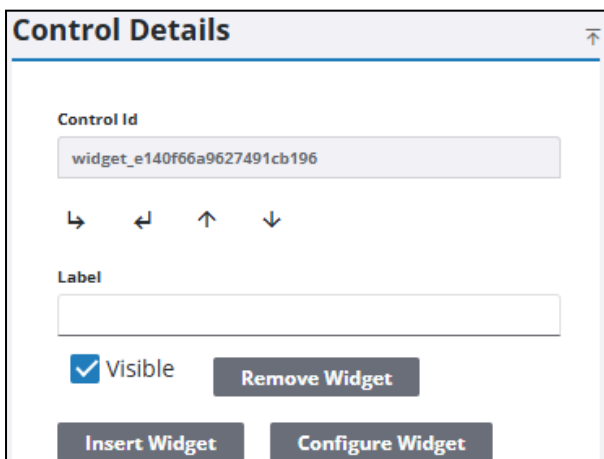 Control Details
Control Id
widget_e140f66a9627491cb196
Label
Visible
Remove Widget
Insert Widget
Configure Widget